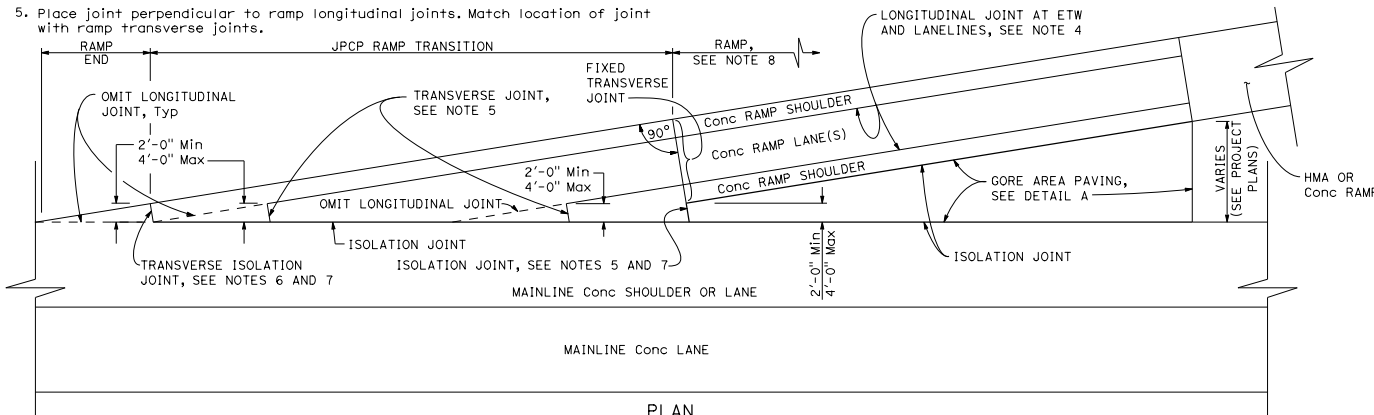 5. Place joint perpendicular to ramp longitudinal joints. Match location of joint
with ramp transverse joints.
RAMP
END
JPCP RAMP TRANSITION
RAMP,
SEE NOTE 8
LONGITUDINAL JOINT AT ETW
AND LANELINES, SEE NOTE 4
OMIT LONGITUDINAL
JOINT, Typ
TRANSVERSE JOINT,
SEE NOTE 5
FIXED
TRANSVERSE
JOINT
2'-0" Min
4'-0" Max
90°
Conc RAMP SHOULDER
Conc RAMP LANE(S)
Conc RAMP SHOULDER
2'-0" Min
4'-0" Max
OMIT LONGITUDINAL JOINT
GORE AREA PAVING,
SEE DETAIL A
VARIES
(SEE PROJECT
PLANS)
HMA OR
Conc RAMP
ISOLATION JOINT
TRANSVERSE ISOLATION
JOINT, SEE NOTES 6 AND 7
ISOLATION JOINT, SEE NOTES 5 AND 7
2'-0" Min
4'-0" Max
ISOLATION JOINT
MAINLINE Conc SHOULDER OR LANE
MAINLINE Conc LANE
PLAN